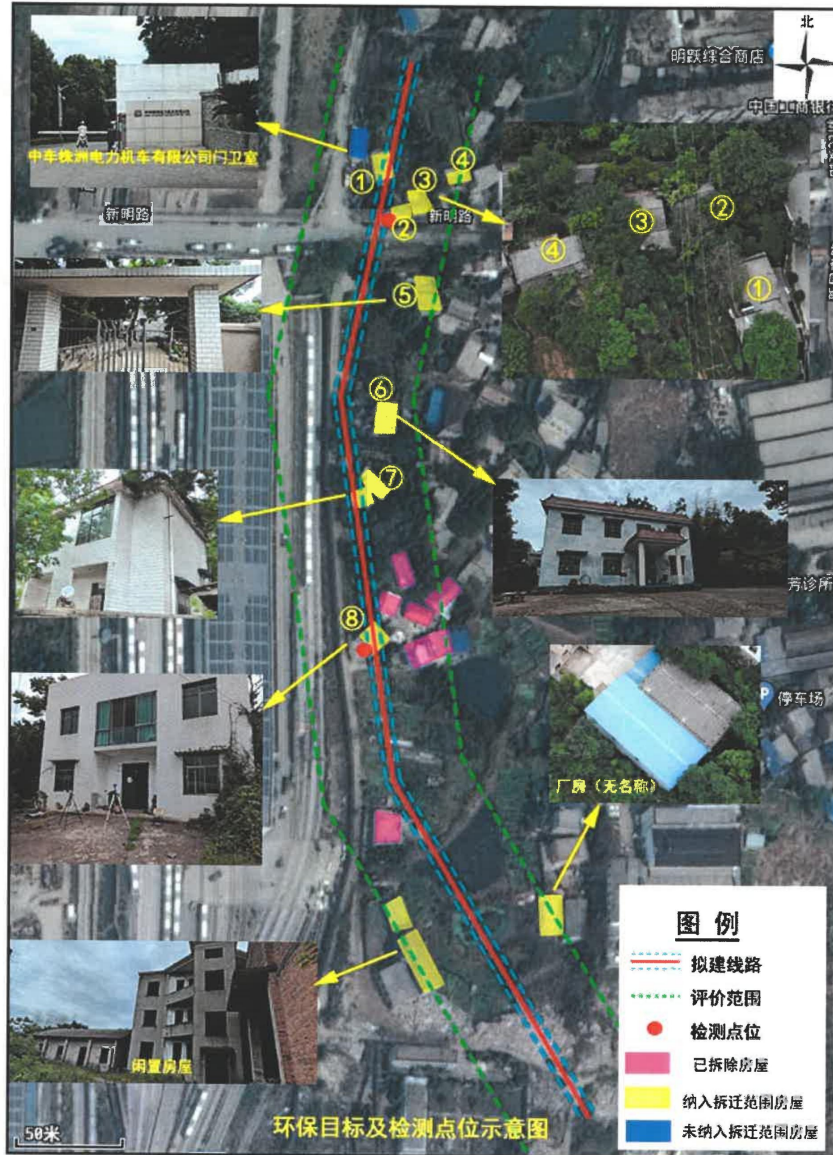 北
明跃综合商店
中国工商银行
中车株洲电力机车有限公司门卫室
①
④
③
②
新明路
新明路
④
③
②
①
⑤
⑥
⑦
芳诊所
⑧
停车场
P
厂房（无名称）
闲置房屋
图例
拟建线路
评价范围
检测点位
已拆除房屋
纳入拆迁范围房屋
未纳入拆迁范围房屋
环保目标及检测点位示意图
50米